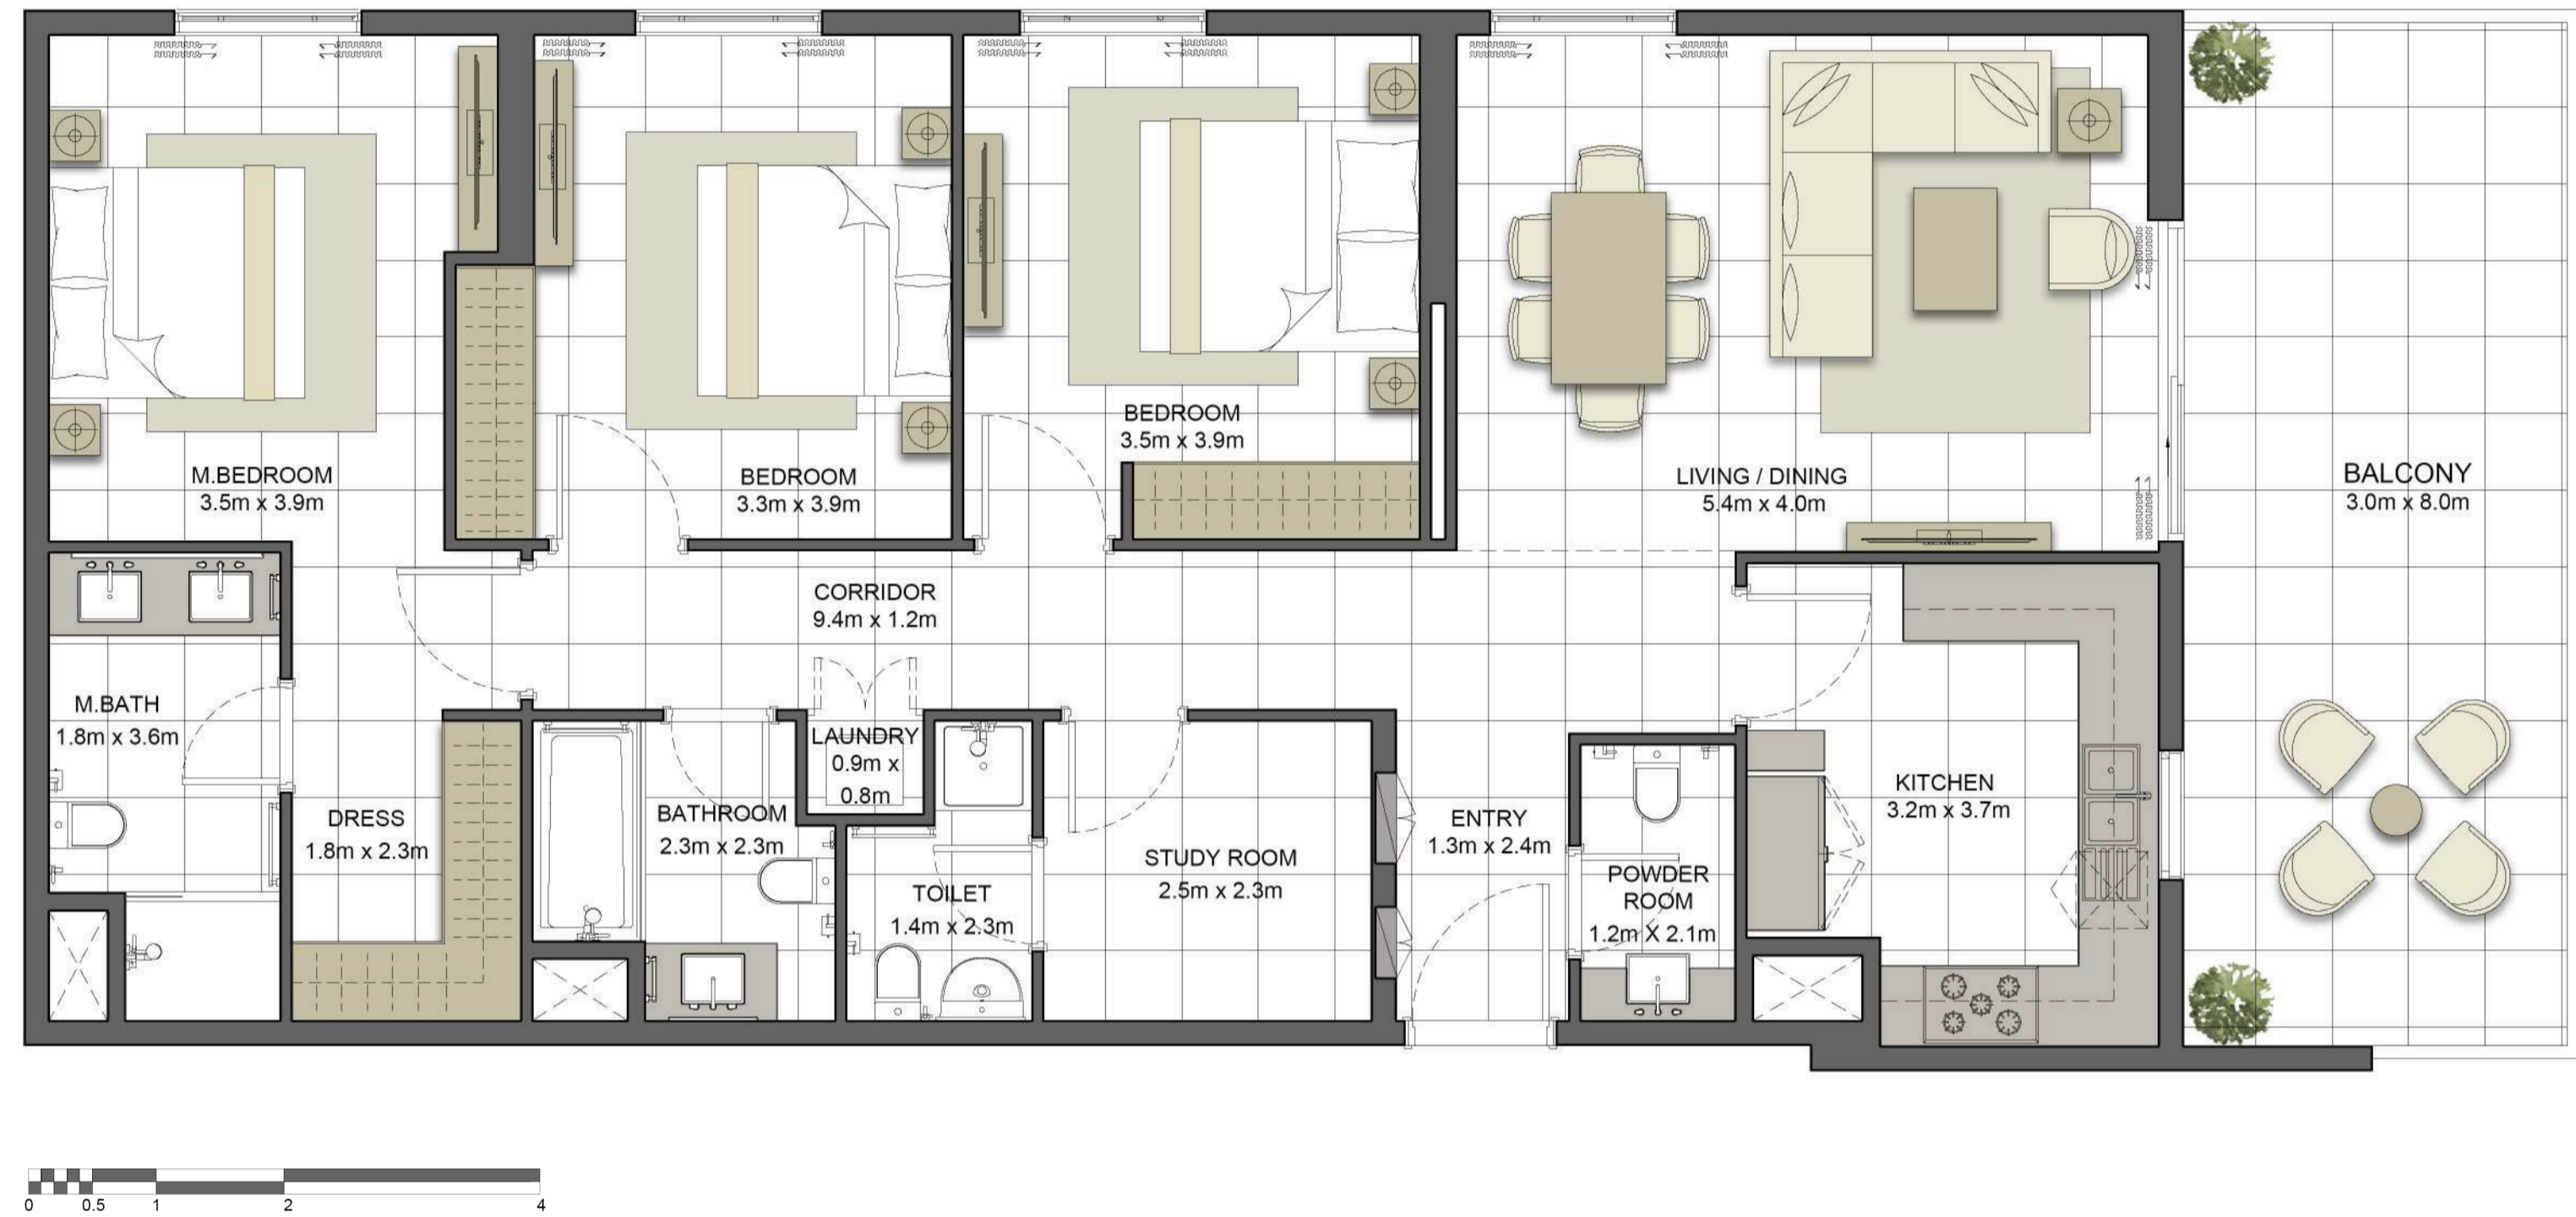 M.BEDROOM
3.5m x 3.9m
BEDROOM
3.3m x 3.9m
BEDROOM
3.5m x 3.9m
LIVING / DINING
5.4m x 4.0m
BALCONY
3.0m x 8.0m
CORRIDOR
9.4m x 1.2m
M.BATH
1.8m x 3.6m
DRESS
1.8m x 2.3m
BATHROOM
2.3m x 2.3m
LAUNDRY
0.9m x
0.8m
TOILET
1.4m x 2.3m
STUDY ROOM
2.5m x 2.3m
ENTRY
1.3m x 2.4m
POWDER
ROOM
1.2m X 2.1m
KITCHEN
3.2m x 3.7m
0 0.5 1 2 4